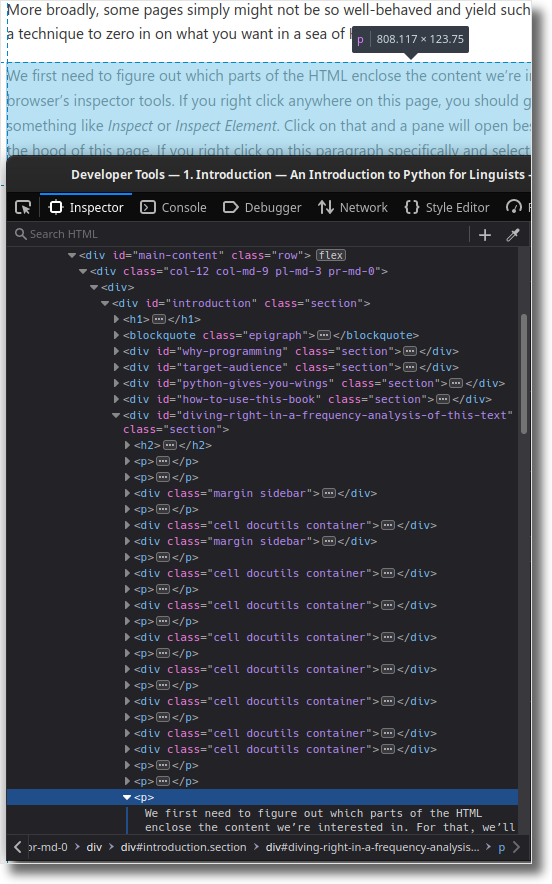 More broadly, some pages simply might not be so well-behaved and yield such
a technique to zero in on what you want in a sea of
p 808.117 × 123.75
We first need to figure out which parts of the HTML enclose the content we're
browser's inspector tools. If you right click anywhere on this page, you should
something like Inspect or Inspect Element. Click on that and a pane will open
the hood of this page. If you right click on this paragraph specifically and select
Developer Tools — 1. Introduction — An Introduction to Python for Linguists -
Inspector Console Debugger Network {} Style Editor
Search HTML +
<div id="main-content" class="row"> flex
<div class="col-12 col-md-9 pl-md-3 pr-md-0">
<div>
<div id="introduction" class="section">
<h1>···</h1>
<blockquote class="epigraph">···</blockquote>
<div id="why-programming" class="section">···</div>
<div id="target-audience" class="section">···</div>
<div id="python-gives-you-wings" class="section">···</div>
<div id="how-to-use-this-book" class="section">···</div>
<div id="diving-right-in-a-frequency-analysis-of-this-text"
class="section">
<h2>···</h2>
<p>···</p>
<p>···</p>
<div class="margin sidebar">···</div>
<p>···</p>
<div class="cell docutils container">···</div>
<div class="margin sidebar">···</div>
<p>···</p>
<div class="cell docutils container">···</div>
<p>···</p>
<div class="cell docutils container">···</div>
<p>···</p>
<div class="cell docutils container">···</div>
<p>···</p>
<div class="cell docutils container">···</div>
<p>···</p>
<div class="cell docutils container">···</div>
<p>···</p>
<div class="cell docutils container">···</div>
<div class="cell docutils container">···</div>
<p>···</p>
<p>···</p>
<p>
We first need to figure out which parts of the HTML
enclose the content we're interested in. For that, we'll
or-md-0 > div > div#introduction.section > div#diving-right-in-a-frequency-analysis... > p